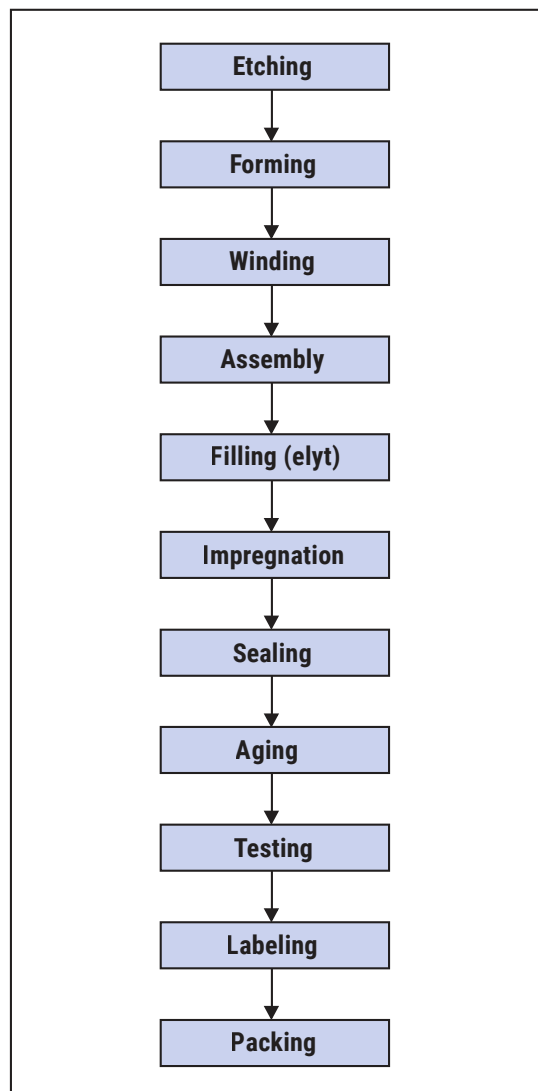 Etching
Forming
Winding
Assembly
Filling (elyt)
Impregnation
Sealing
Aging
Testing
Labeling
Packing